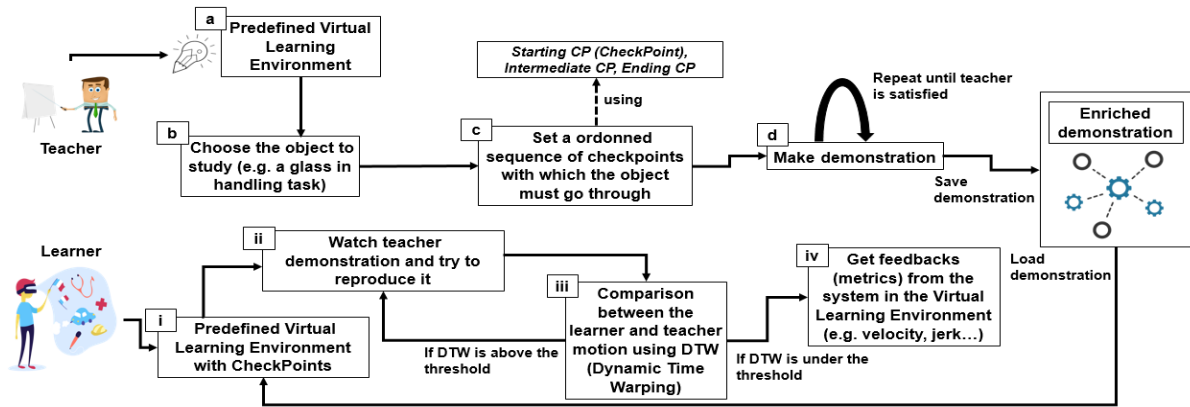 a
Predefined Virtual
Learning
Environment
Teacher
b
Choose the object to
study (e.g. a glass in
handling task)
Starting CP (CheckPoint),
Intermediate CP, Ending CP
using
c
Set a ordonned
sequence of checkpoints
with which the object
must go through
Repeat until teacher
is satisfied
d
Make demonstration
Save
demonstration
Enriched
demonstration
Load
demonstration
Learner
i
Predefined Virtual
Learning Environment
with CheckPoints
ii
Watch teacher
demonstration and try to
reproduce it
iii
Comparison
between the
learner and teacher
motion using DTW
(Dynamic Time
Warping)
If DTW is above the
threshold
If DTW is under the
threshold
iv
Get feedbacks
(metrics) from the
system in the Virtual
Learning Environment
(e.g. velocity, jerk…)